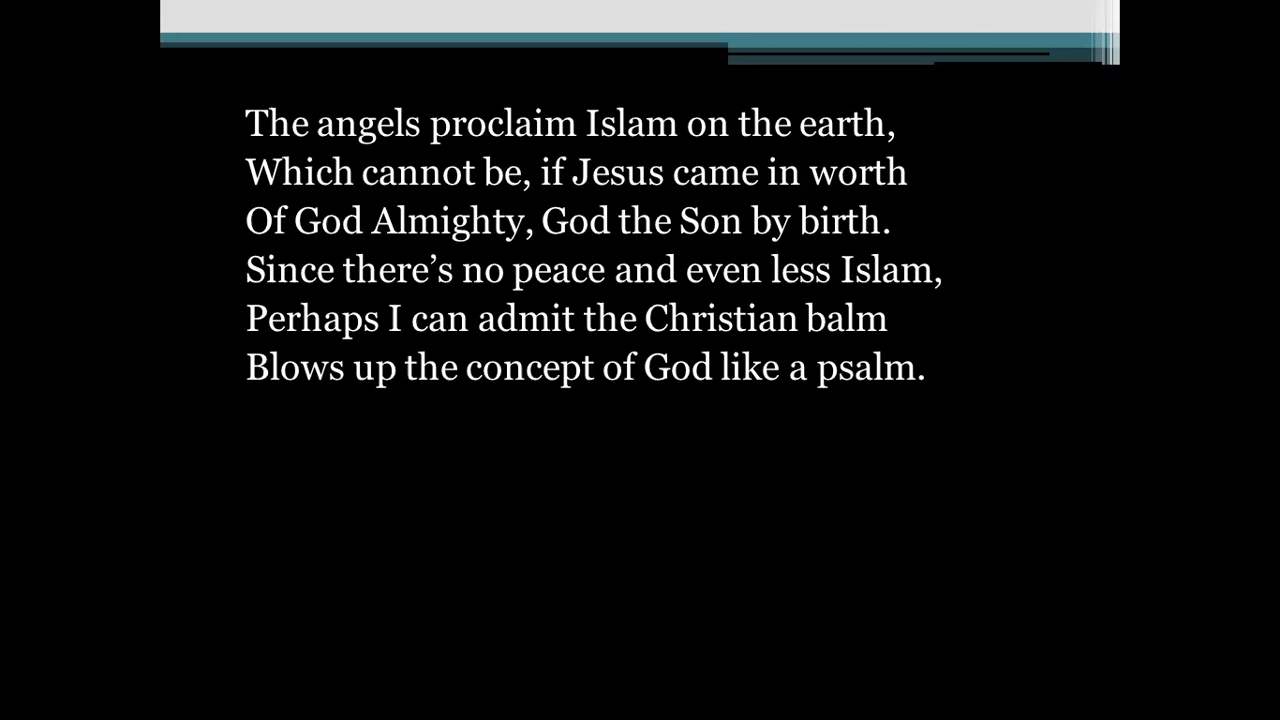 The angels proclaim Islam on the earth,
Which cannot be, if Jesus came in worth
Of God Almighty, God the Son by birth.
Since there’s no peace and even less Islam,
Perhaps I can admit the Christian balm
Blows up the concept of God like a psalm.